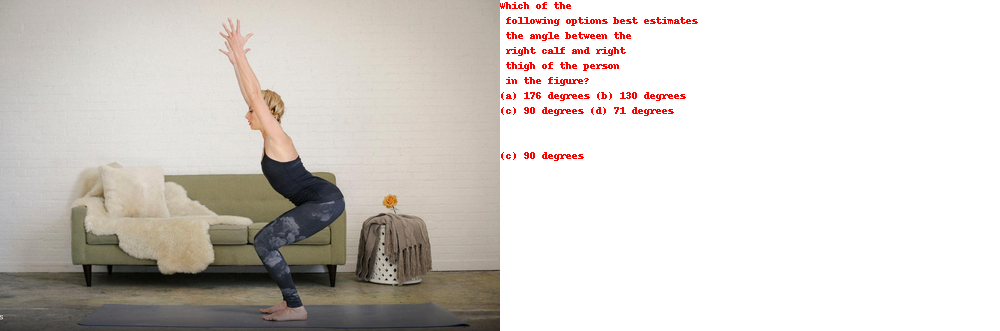 Which of the
following options best estimates
the angle between the
right calf and right
thigh of the person
in the figure?
(a) 176 degrees (b) 130 degrees
(c) 90 degrees (d) 71 degrees
(c) 90 degrees
s